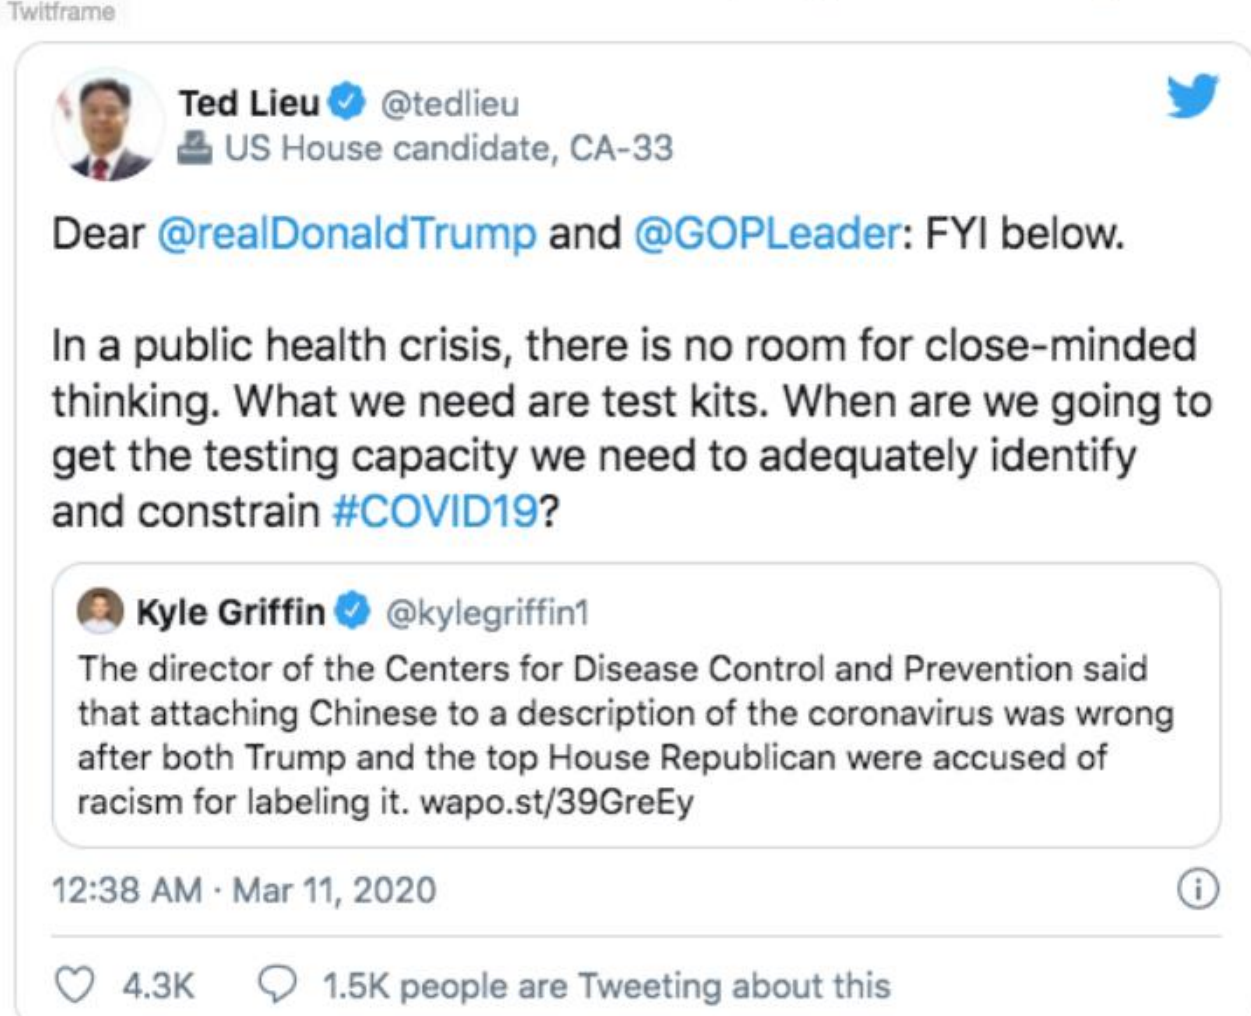 Twitframe
Ted Lieu @tedlieu
US House candidate, CA-33
Dear @realDonaldTrump and @GOPLeader: FYI below.
In a public health crisis, there is no room for close-minded
thinking. What we need are test kits. When are we going to
get the testing capacity we need to adequately identify
and constrain #COVID19?
Kyle Griffin @kylegriffin1
The director of the Centers for Disease Control and Prevention said
that attaching Chinese to a description of the coronavirus was wrong
after both Trump and the top House Republican were accused of
racism for labeling it. wapo.st/39GreEy
12:38 AM · Mar 11, 2020
4.3K 1.5K people are Tweeting about this